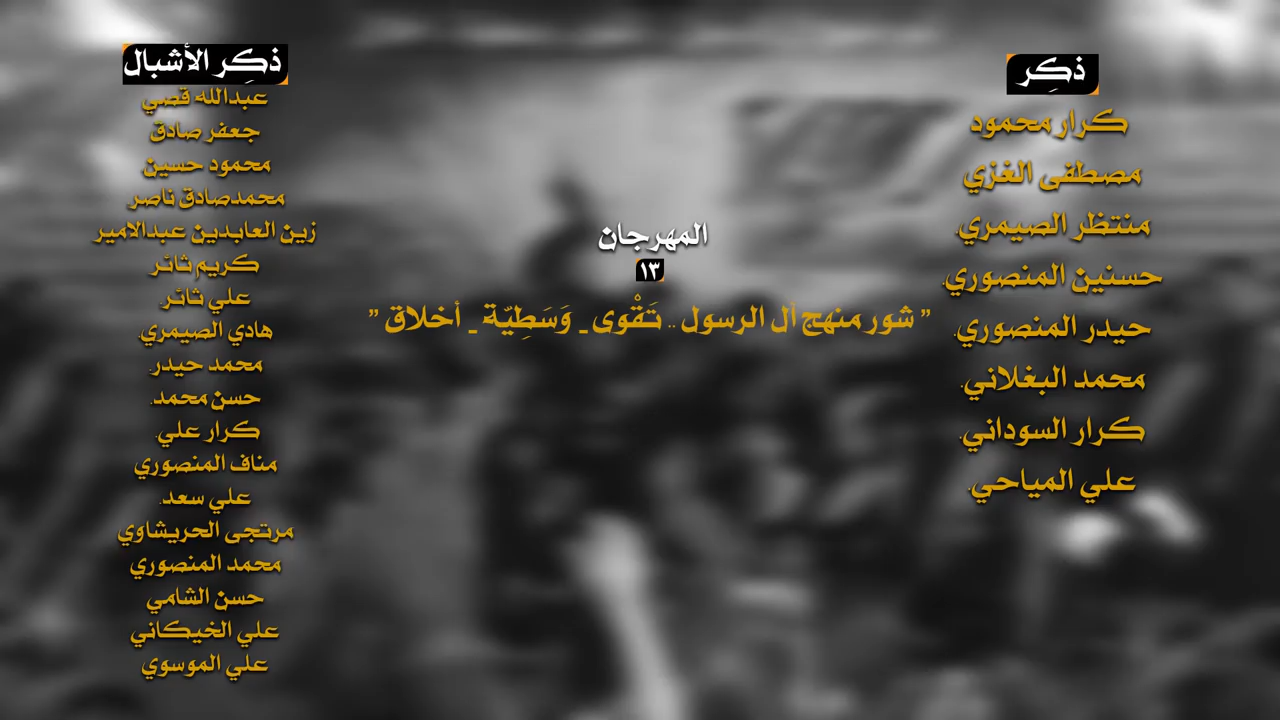 ذكِر
كرار محمود
مصطفى الغزي
منتظر الصيمري.
حسنين المنصوري.
حيدر المنصوري.
محمد البغلاني.
كرار السوداني.
علي المياحي.
المهرجان
١٣
" شور منهج آل الرسول .. تَقْوى ـ وَسَطِيّة ـ أخلاق "
ذكِر الأشبال
عبدالله قصي
جعفر صادق
محمود حسين
محمدصادق ناصر
زين العابدين عبدالامير
كريم ثائر
علي ثائر.
هادي الصيمري.
محمد حيدر.
حسن محمد.
كرار علي.
مناف المنصوري
علي سعد.
مرتجى الحريشاوي
محمد المنصوري
حسن الشامي
علي الخيكاني
علي الموسوي